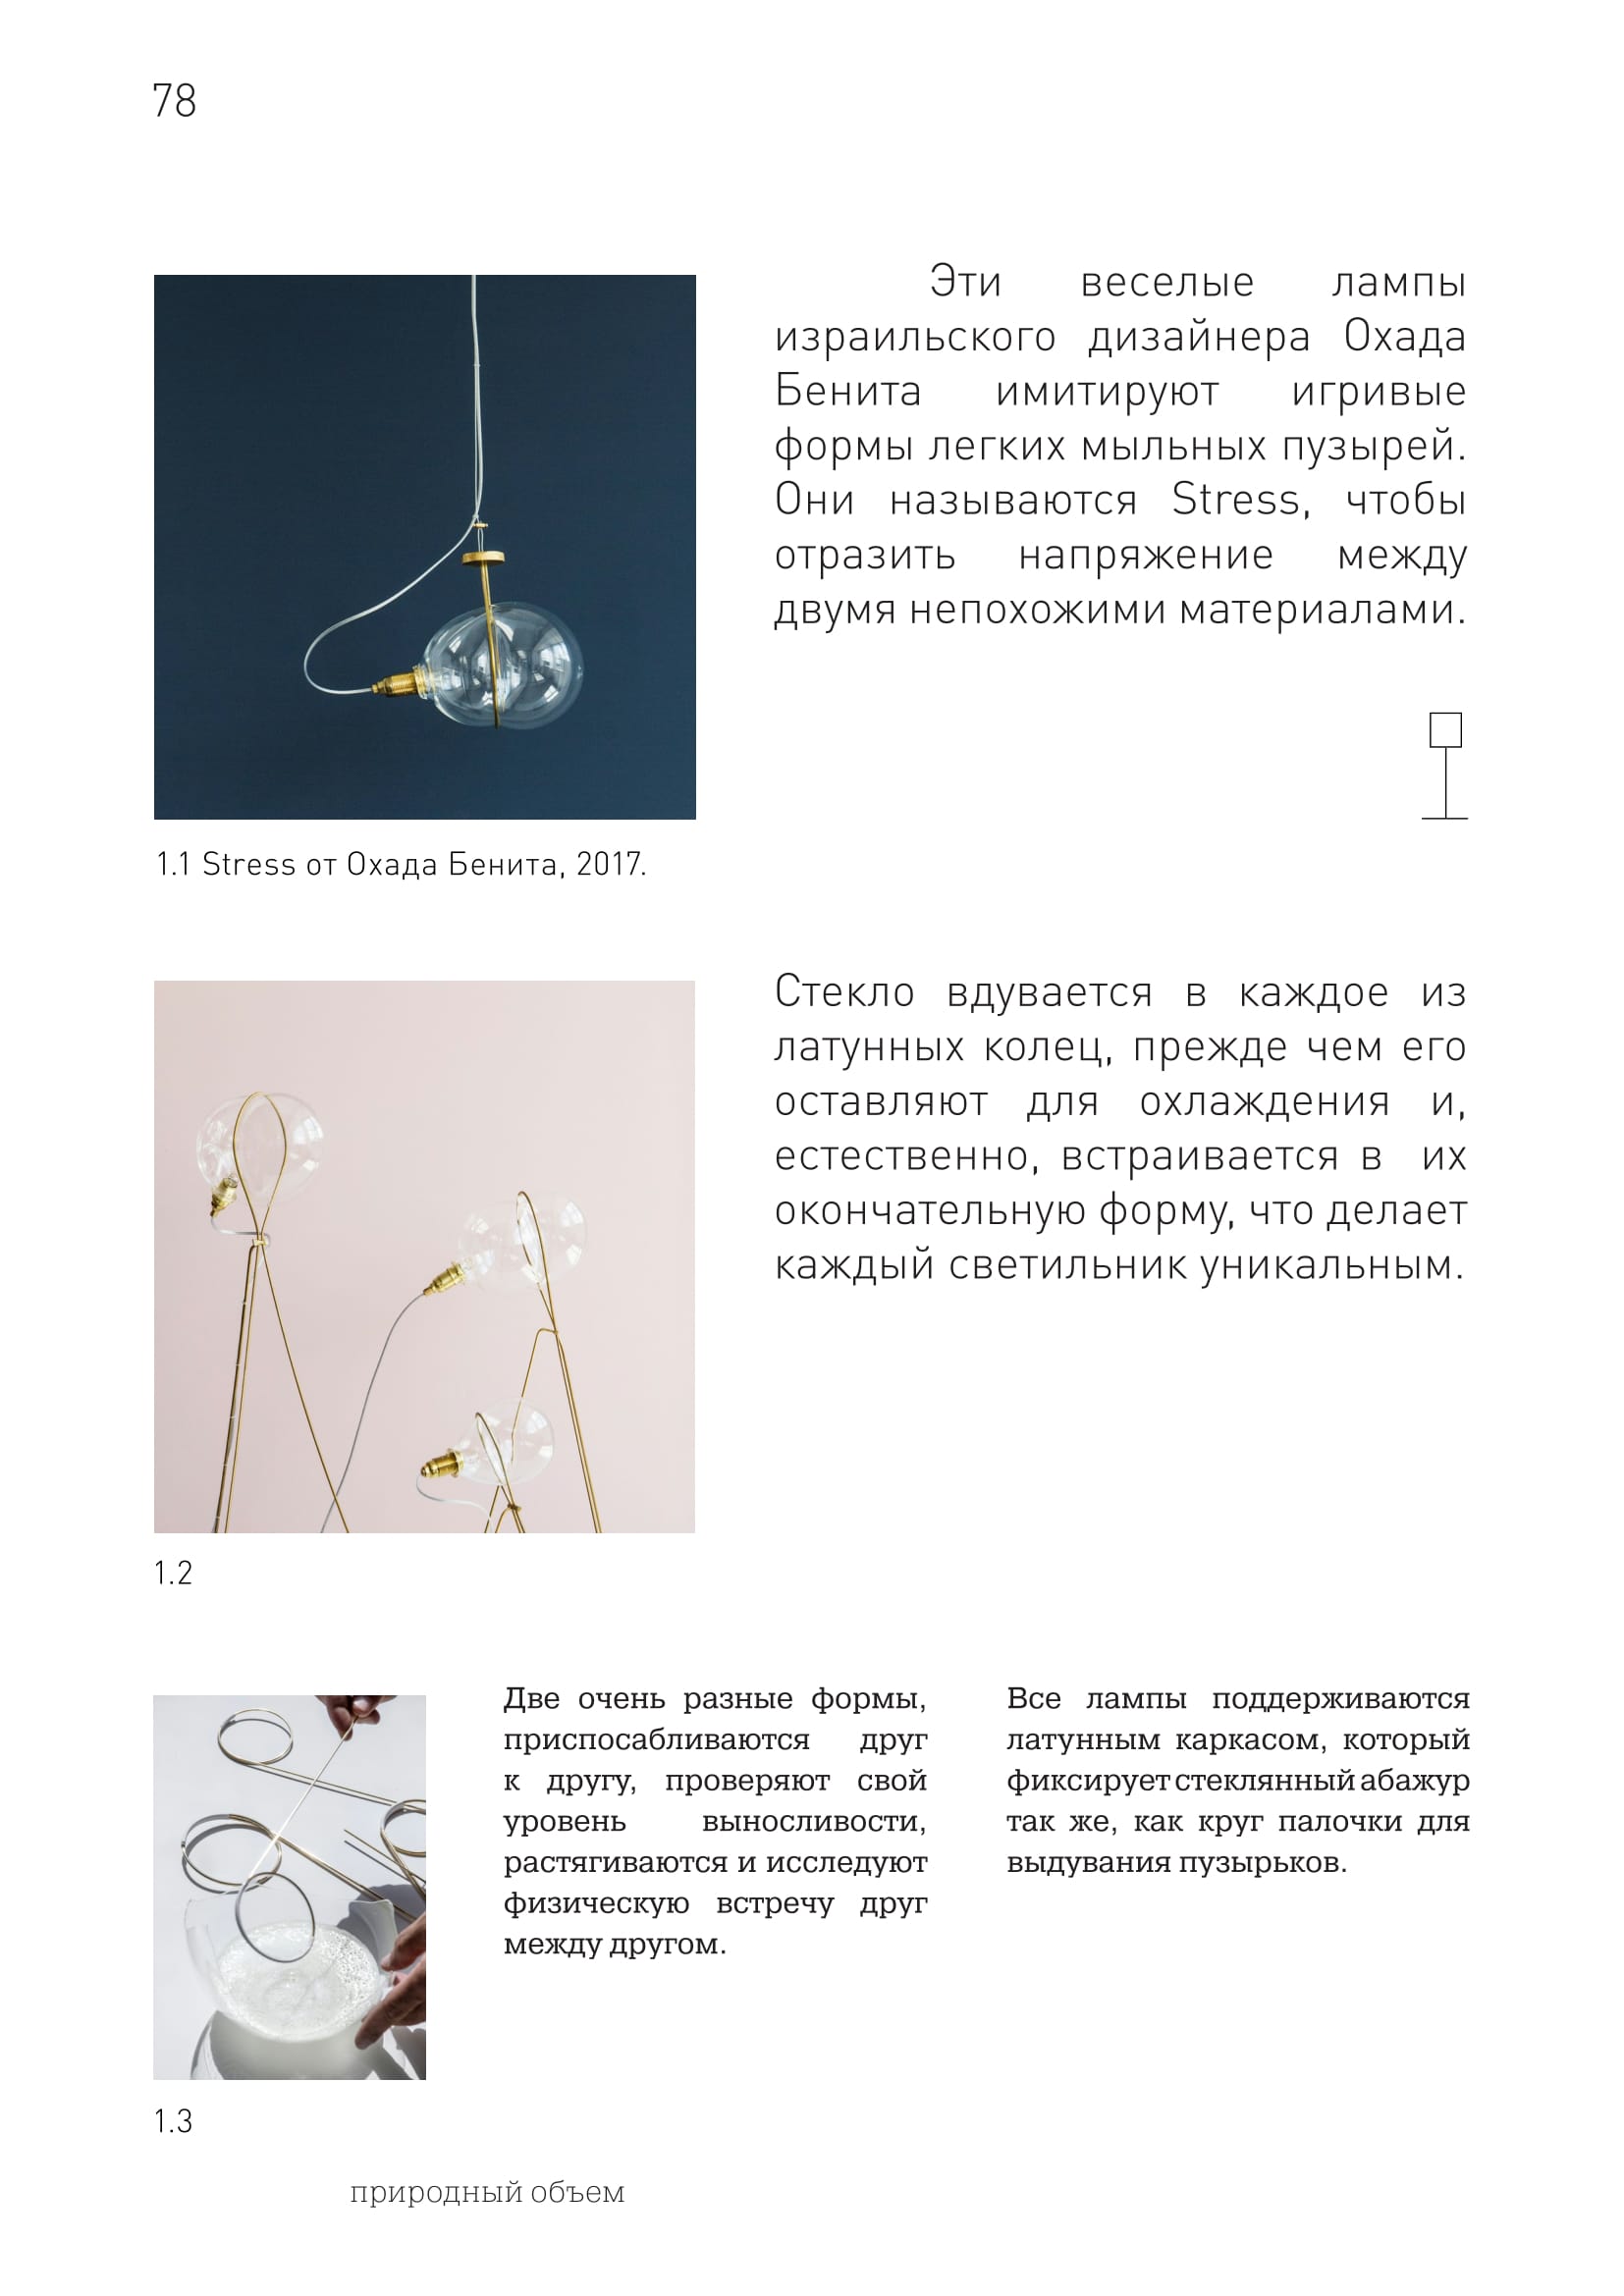 78
Эти веселые лампы
израильского дизайнера Охада
Бенита имитируют игривые
формы легких мыльных пузырей.
Они называются Stress, чтобы
отразить напряжение между
двумя непохожими материалами.
1.1 Stress от Охада Бенита, 2017.
Стекло вдувается в каждое из
латунных колец, прежде чем его
оставляют для охлаждения и,
естественно, встраивается в их
окончательную форму, что делает
каждый светильник уникальным.
1.2
Две очень разные формы,
приспосабливаются друг
к другу, проверяют свой
уровень выносливости,
растягиваются и исследуют
физическую встречу друг
между другом.
Все лампы поддерживаются
латунным каркасом, который
фиксирует стеклянный абажур
так же, как круг палочки для
выдувания пузырьков.
1.3
природный объем